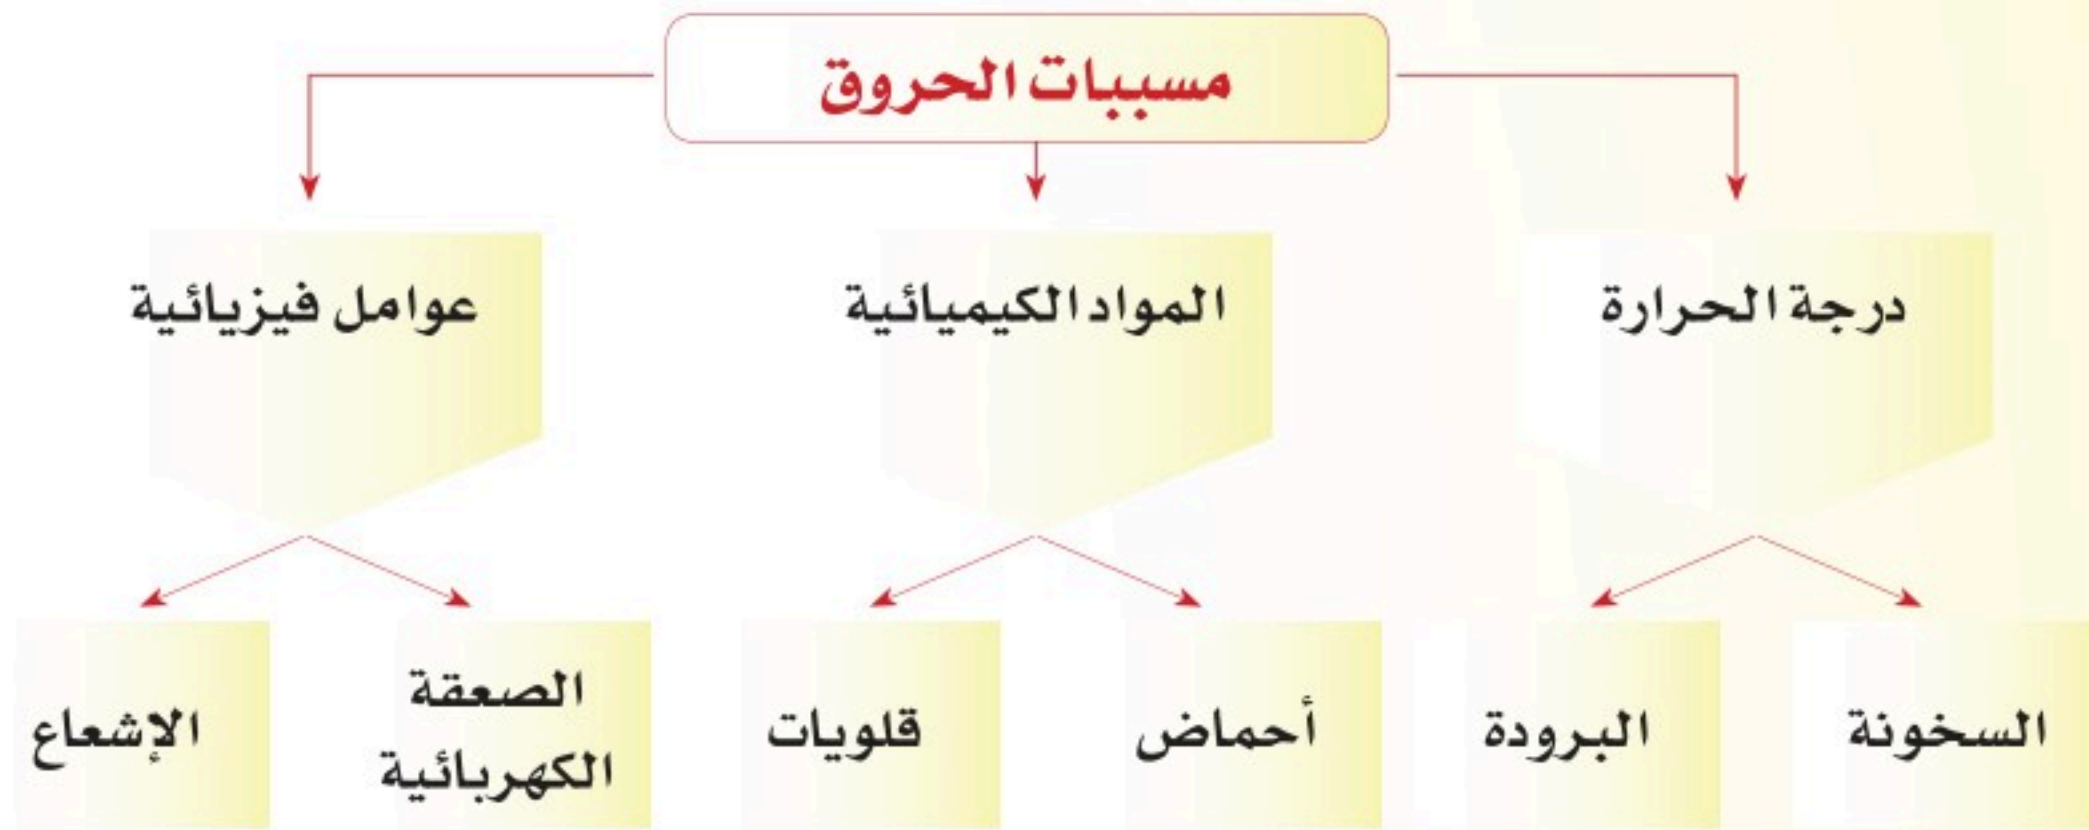 مسببات الحروق
درجة الحرارة
المواد الكيميائية
عوامل فيزيائية
السخونة
البرودة
أحماض
قلويات
الصعقة
الكهربائية
الإشعاع